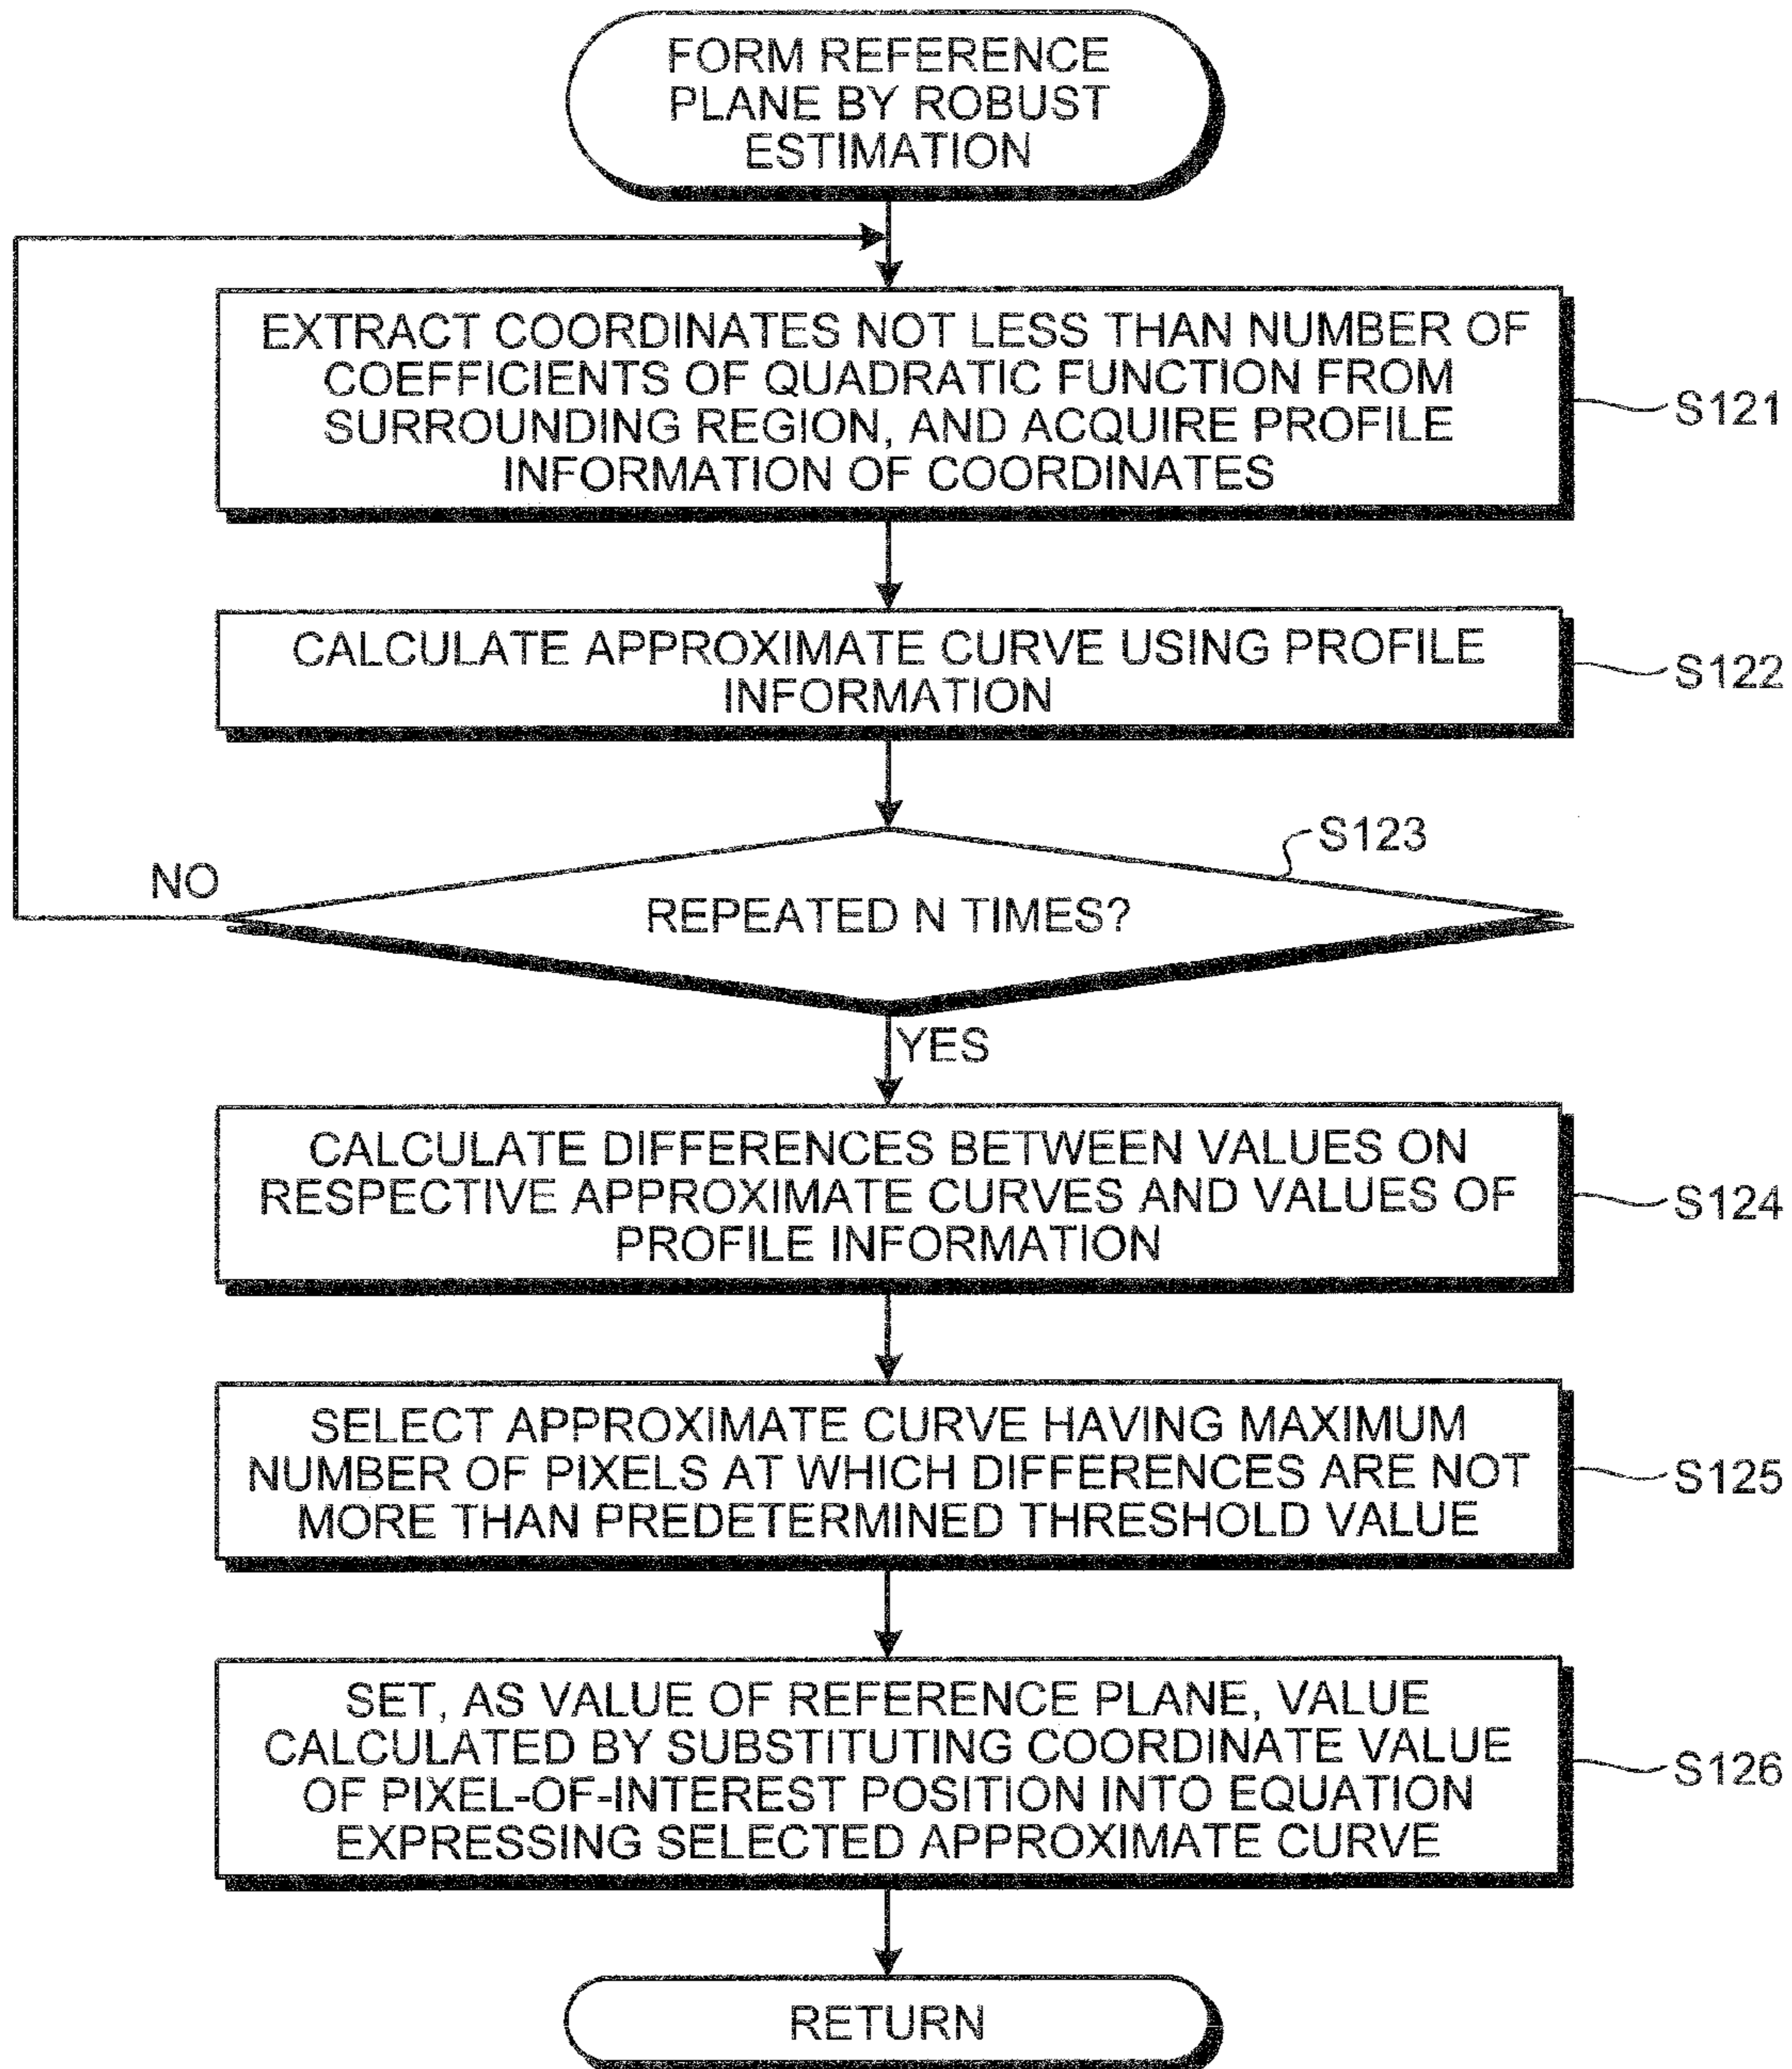 FORM REFERENCE
PLANE BY ROBUST
ESTIMATION
EXTRACT COORDINATES NOT LESS THAN NUMBER OF
COEFFICIENTS OF QUADRATIC FUNCTION FROM
SURROUNDING REGION, AND ACQUIRE PROFILE
INFORMATION OF COORDINATES
S121
CALCULATE APPROXIMATE CURVE USING PROFILE
INFORMATION
S122
S123
NO
REPEATED N TIMES?
YES
CALCULATE DIFFERENCES BETWEEN VALUES ON
RESPECTIVE APPROXIMATE CURVES AND VALUES OF
PROFILE INFORMATION
S124
SELECT APPROXIMATE CURVE HAVING MAXIMUM
NUMBER OF PIXELS AT WHICH DIFFERENCES ARE NOT
MORE THAN PREDETERMINED THRESHOLD VALUE
S125
SET, AS VALUE OF REFERENCE PLANE, VALUE
CALCULATED BY SUBSTITUTING COORDINATE VALUE
OF PIXEL-OF-INTEREST POSITION INTO EQUATION
EXPRESSING SELECTED APPROXIMATE CURVE
S126
RETURN